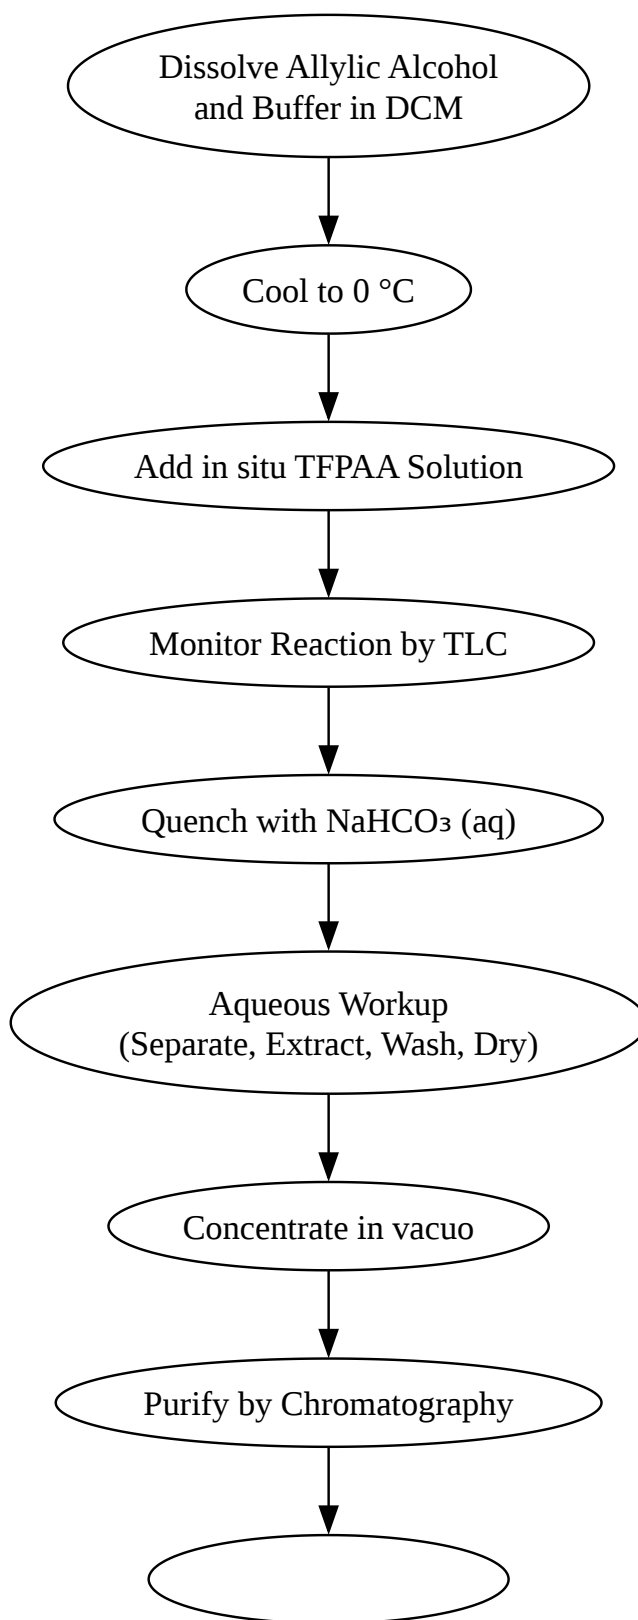 Dissolve Allylic Alcohol
and Buffer in DCM
Cool to 0 °C
Add in situ TFPAA Solution
Monitor Reaction by TLC
Quench with NaHCO₃ (aq)
Aqueous Workup
(Separate, Extract, Wash, Dry)
Concentrate in vacuo
Purify by Chromatography